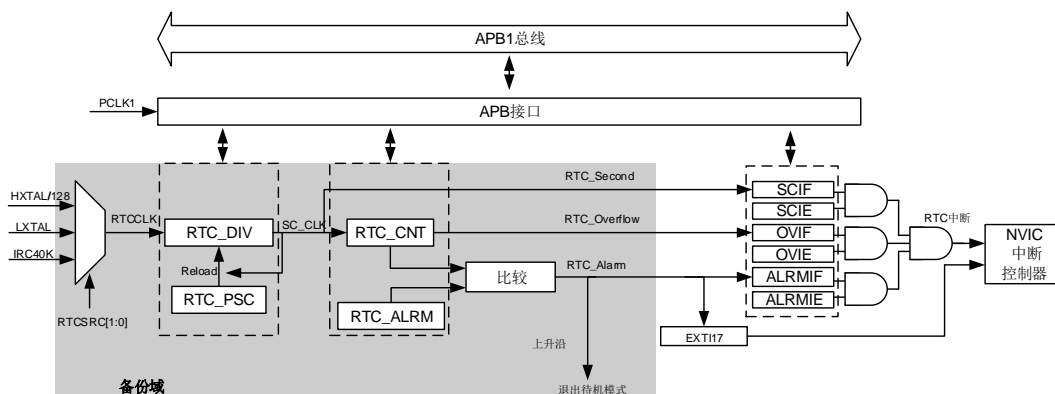 APB1总线
PCLK1
APB接口
HXTAL/128
LXTAL
IRC40K
RTCCLK
RTCSRC[1:0]
RTC_DIV
Reload
RTC_PSC
SC_CLK
RTC_CNT
RTC_ALRM
比较
RTC_Second
RTC_Overflow
RTC_Alarm
上升沿
退出待机模式
备份域
SCIF
SCIE
OVIF
OVIE
ALRMIF
ALRMIE
EXTI17
RTC中断
NVIC
中断
控制器